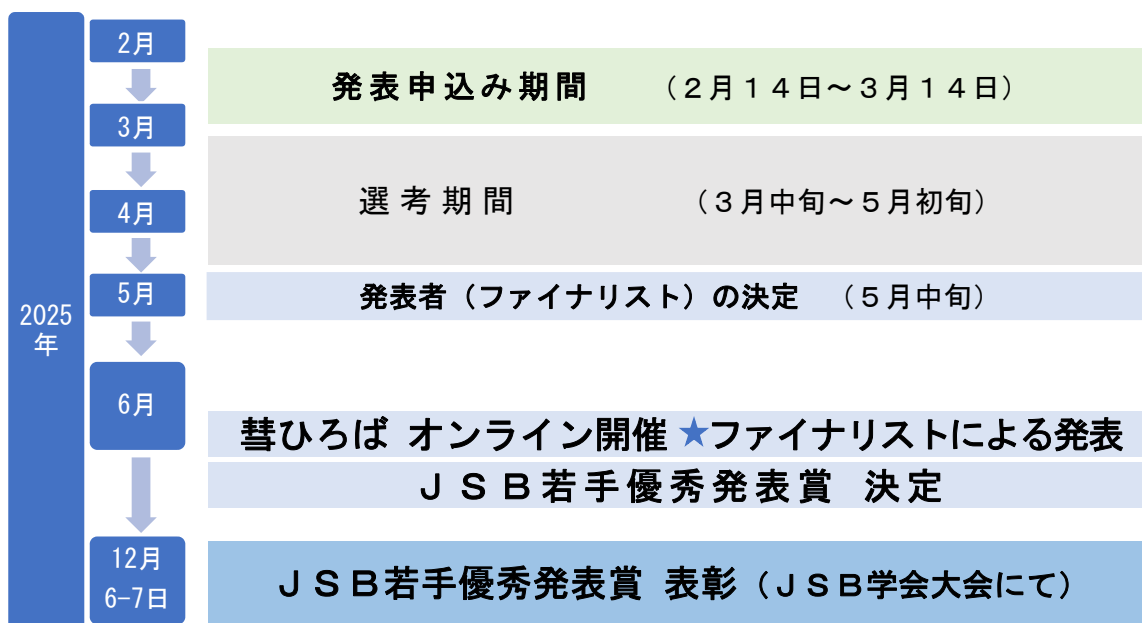 2025
年
2月
3月
4月
5月
6月
12月
6−7日
発表申込み期間　（２月１４日～３月１４日）
選考期間　（３月中旬～５月初旬）
発表者（ファイナリスト）の決定　（５月中旬）
彗ひろば オンライン開催 ★ファイナリストによる発表
ＪＳＢ若手優秀発表賞 決定
ＪＳＢ若手優秀発表賞 表彰（ＪＳＢ学会大会にて）